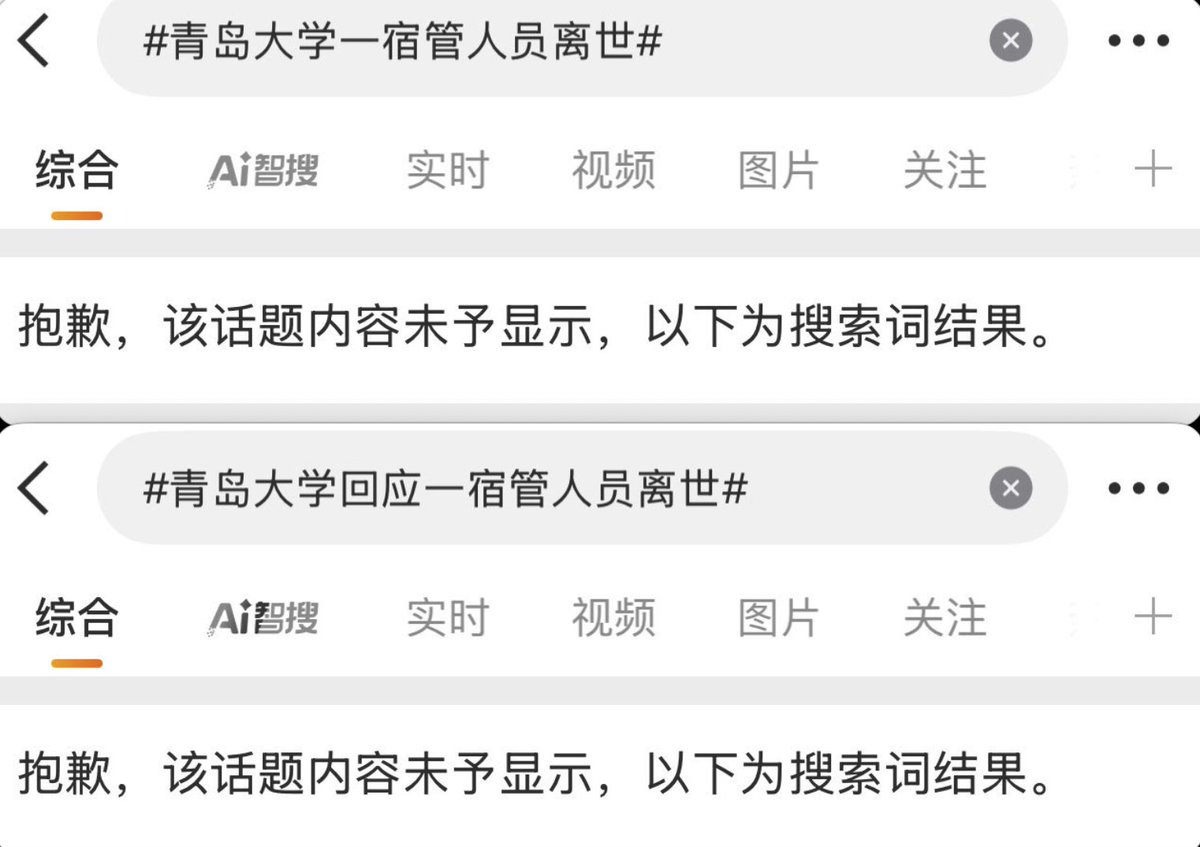 #青岛大学一宿管人员离世#
综合 Ai智搜 实时 视频 图片 关注
抱歉，该话题内容未予显示，以下为搜索词结果。
#青岛大学回应一宿管人员离世#
综合 Ai智搜 实时 视频 图片 关注
抱歉，该话题内容未予显示，以下为搜索词结果。